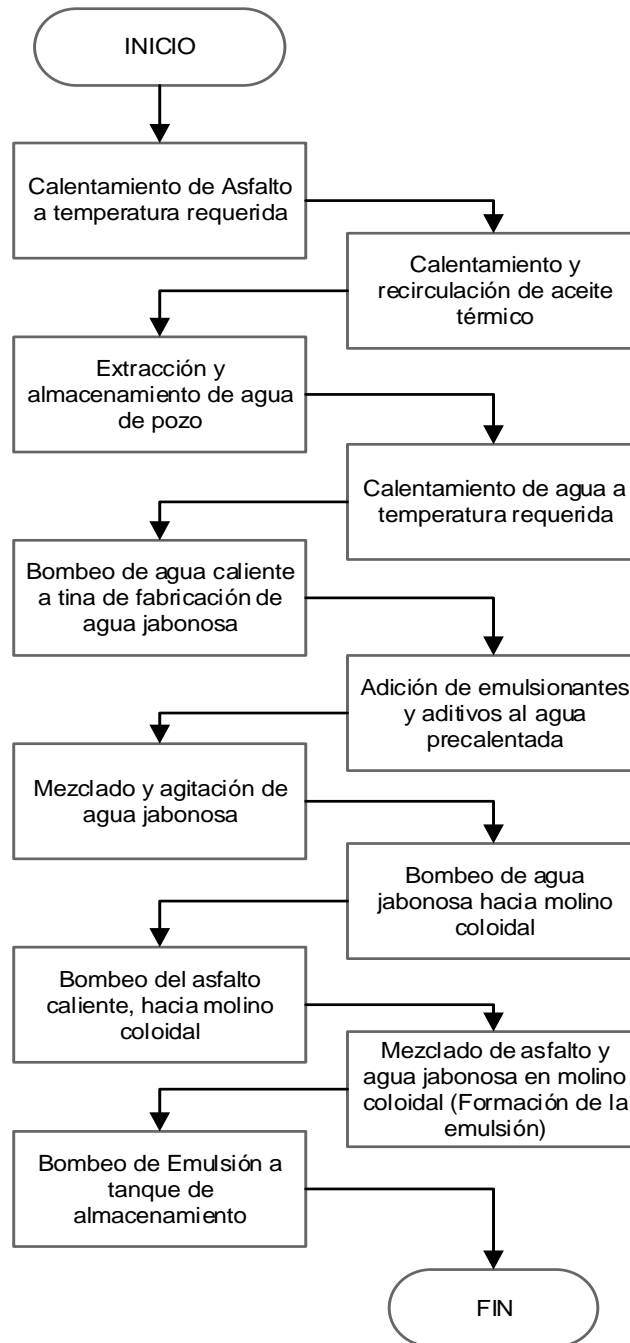 INICIO
Calentamiento de Asfalto
a temperatura requerida
Calentamiento y
recirculación de aceite
térmico
Extracción y
almacenamiento de agua
de pozo
Calentamiento de agua a
temperatura requerida
Bombeo de agua caliente
a tina de fabricación de
agua jabonosa
Adición de emulsionantes
y aditivos al agua
precalentada
Mezclado y agitación de
agua jabonosa
Bombeo de agua
jabonosa hacia molino
coloidal
Bombeo del asfalto
caliente, hacia molino
coloidal
Mezclado de asfalto y
agua jabonosa en molino
coloidal (Formación de la
emulsión)
Bombeo de Emulsión a
tanque de
almacenamiento
FIN